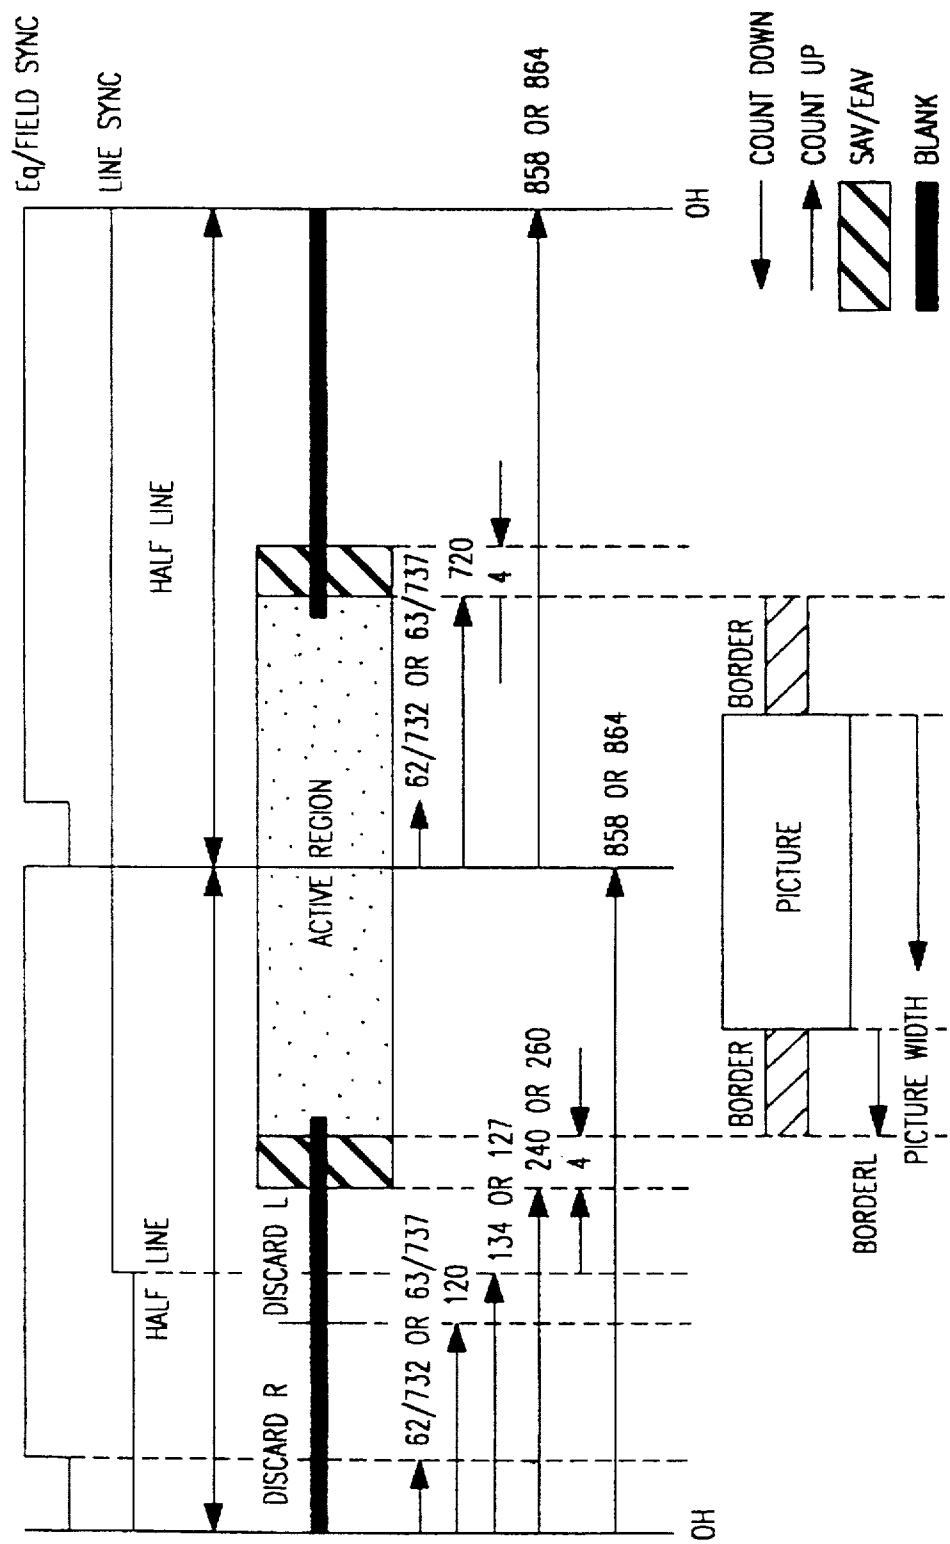 Eq/FIELD SYNC
LINE SYNC
HALF LINE
HALF LINE
DISCARD R
DISCARD L
ACTIVE REGION
62/732 OR 63/737
62/732 OR 63/737
120
720
134 OR 127
4
240 OR 260
858 OR 864
4
858 OR 864
OH
OH
BORDER
PICTURE
BORDER
BORDERL
PICTURE WIDTH
COUNT DOWN
COUNT UP
SAV/EAV
BLANK